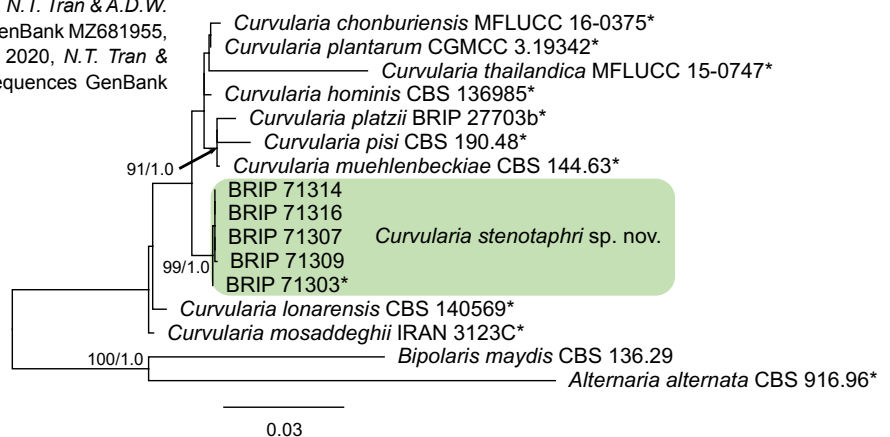 N.T. Tran & A.D.W.
enBank MZ681955,
2020, N.T. Tran &
equences GenBank
Curvularia chonburiensis MFLUCC 16-0375*
Curvularia plantarum CGMCC 3.19342*
Curvularia thailandica MFLUCC 15-0747*
Curvularia hominis CBS 136985*
Curvularia platzii BRIP 27703b*
Curvularia pisi CBS 190.48*
Curvularia muehlenbeckiae CBS 144.63*
91/1.0
BRIP 71314
BRIP 71316
BRIP 71307 Curvularia stenotaphri sp. nov.
BRIP 71309
99/1.0
BRIP 71303*
Curvularia lonarensis CBS 140569*
Curvularia mosaddeghii IRAN 3123C*
100/1.0
Bipolaris maydis CBS 136.29
Alternaria alternata CBS 916.96*
0.03